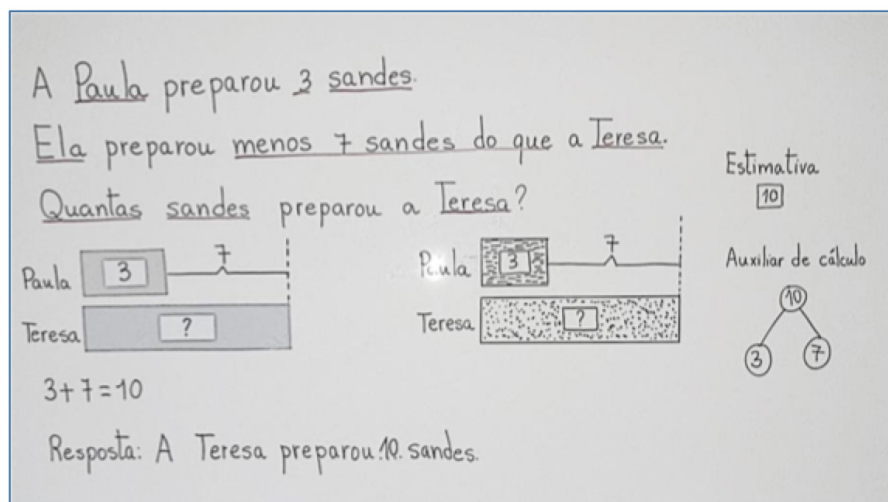 A Paula preparou 3 sandes.
Ela preparou menos 7 sandes do que a Teresa.
Quantas sandes preparou a Teresa?
Paula 3 7
Teresa ?
Paula 3 7
Teresa ?
3+7=10
Resposta: A Teresa preparou 10 sandes.
Estimativa
10
Auxiliar de cálculo
10
3 7